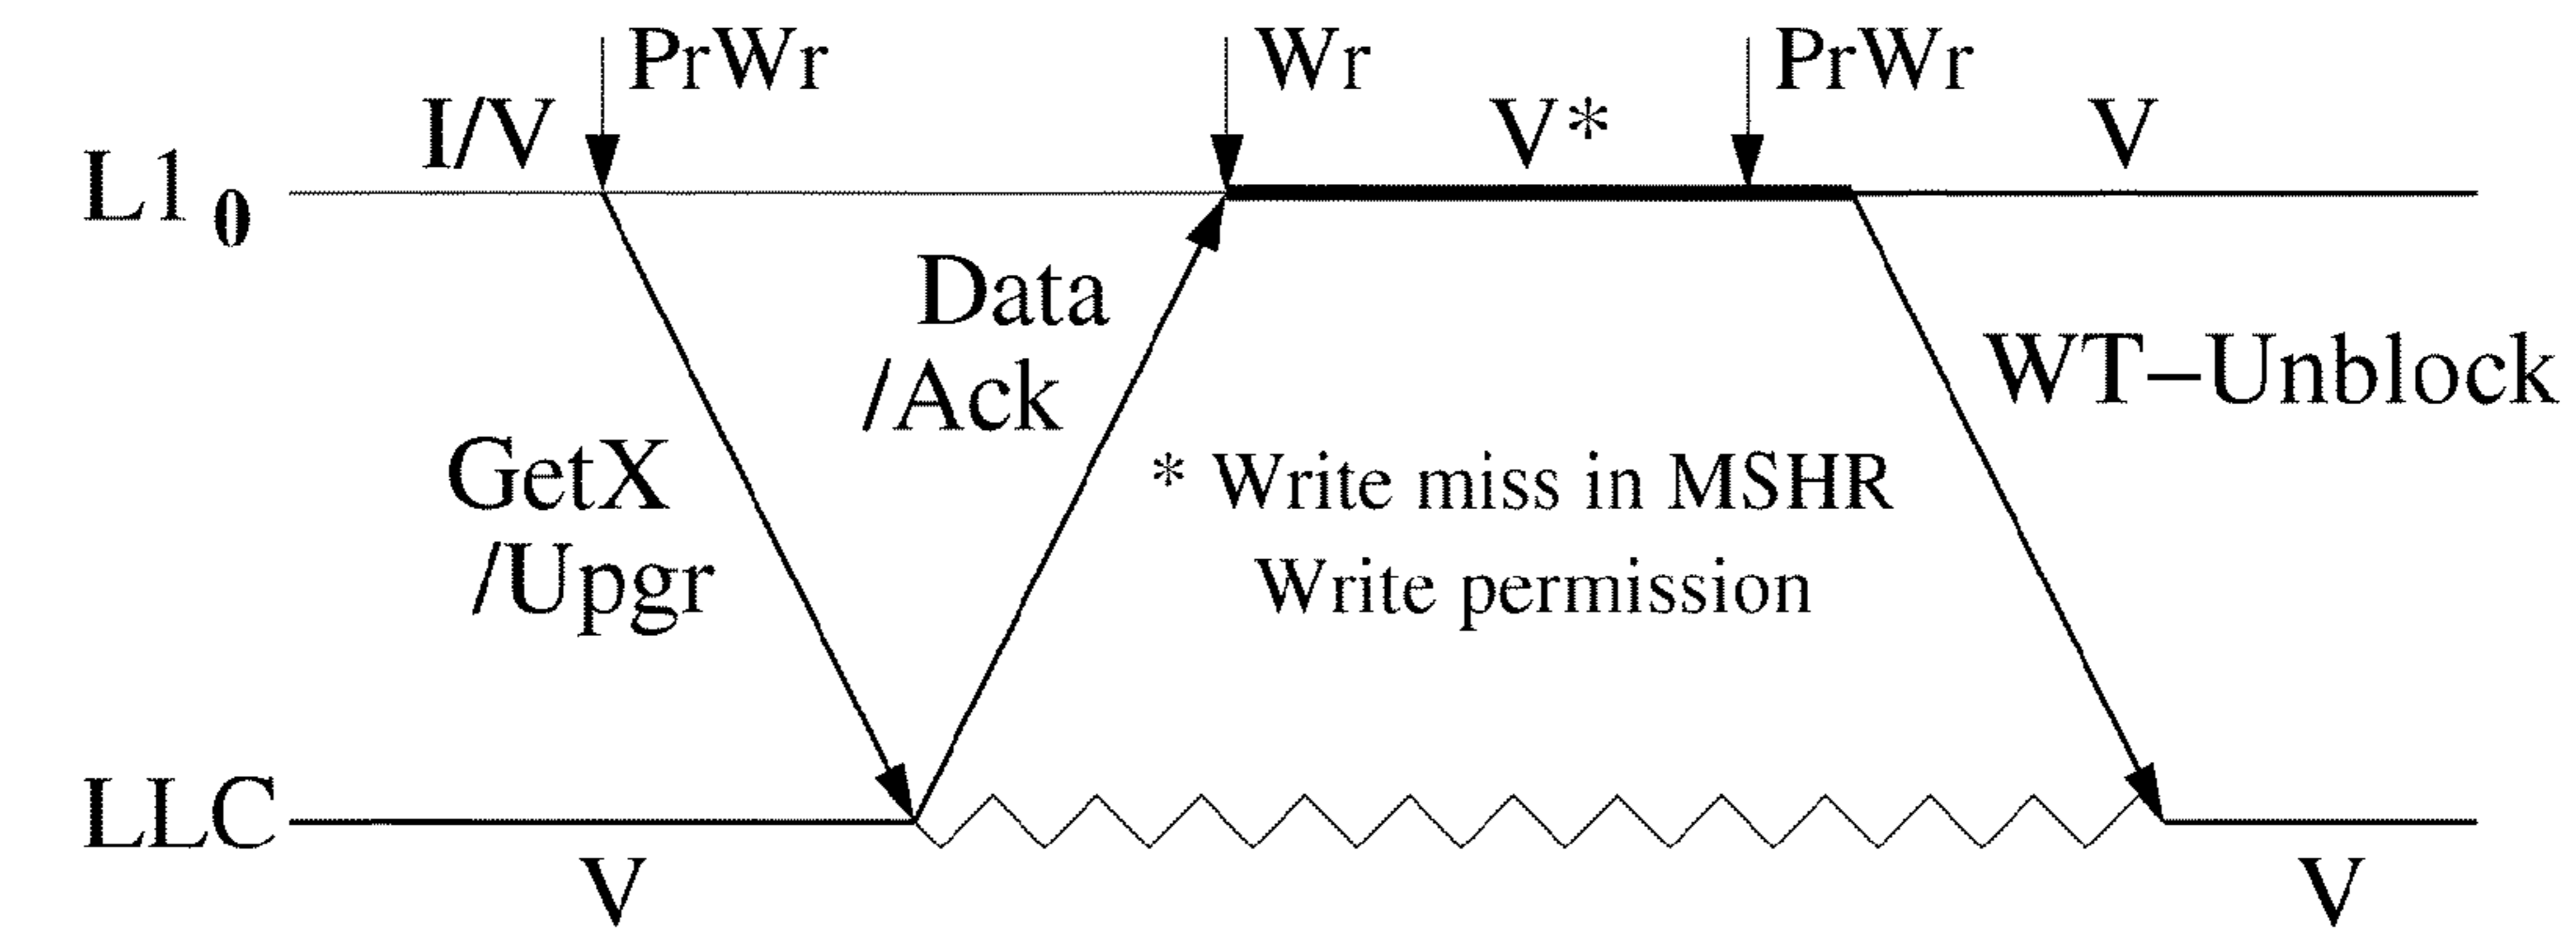 PrWr
Wr
PrWr
I/V
V*
V
L1 0
Data
/Ack
WT–Unblock
GetX
/Upgr
* Write miss in MSHR
Write permission
LLC
V
V